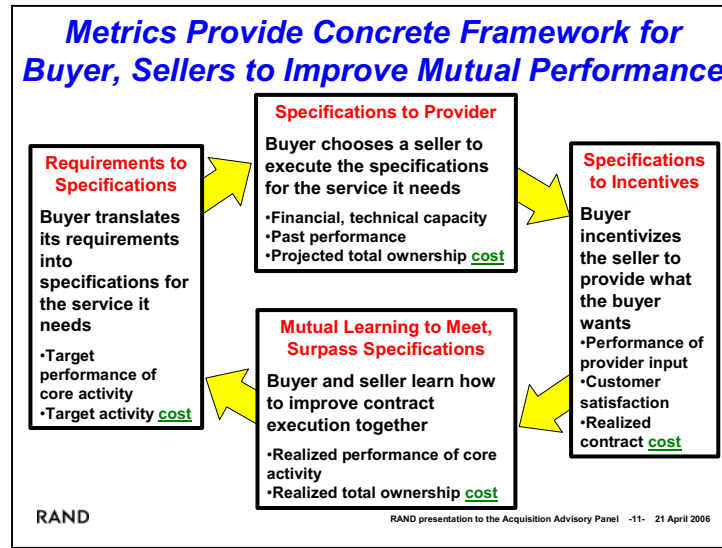 Metrics Provide Concrete Framework for
Buyer, Sellers to Improve Mutual Performance
Requirements to
Specifications
Buyer translates
its requirements
into
specifications for
the service it
needs
•Target
performance of
core activity
•Target activity cost
Specifications to Provider
Buyer chooses a seller to
execute the specifications
for the service it needs
•Financial, technical capacity
•Past performance
•Projected total ownership cost
Specifications
to Incentives
Buyer
incentivizes
the seller to
provide what
the buyer
wants
•Performance of
provider input
•Customer
satisfaction
•Realized
contract cost
Mutual Learning to Meet,
Surpass Specifications
Buyer and seller learn how
to improve contract
execution together
•Realized performance of core
activity
•Realized total ownership cost
RAND
RAND presentation to the Acquisition Advisory Panel -11- 21 April 2006